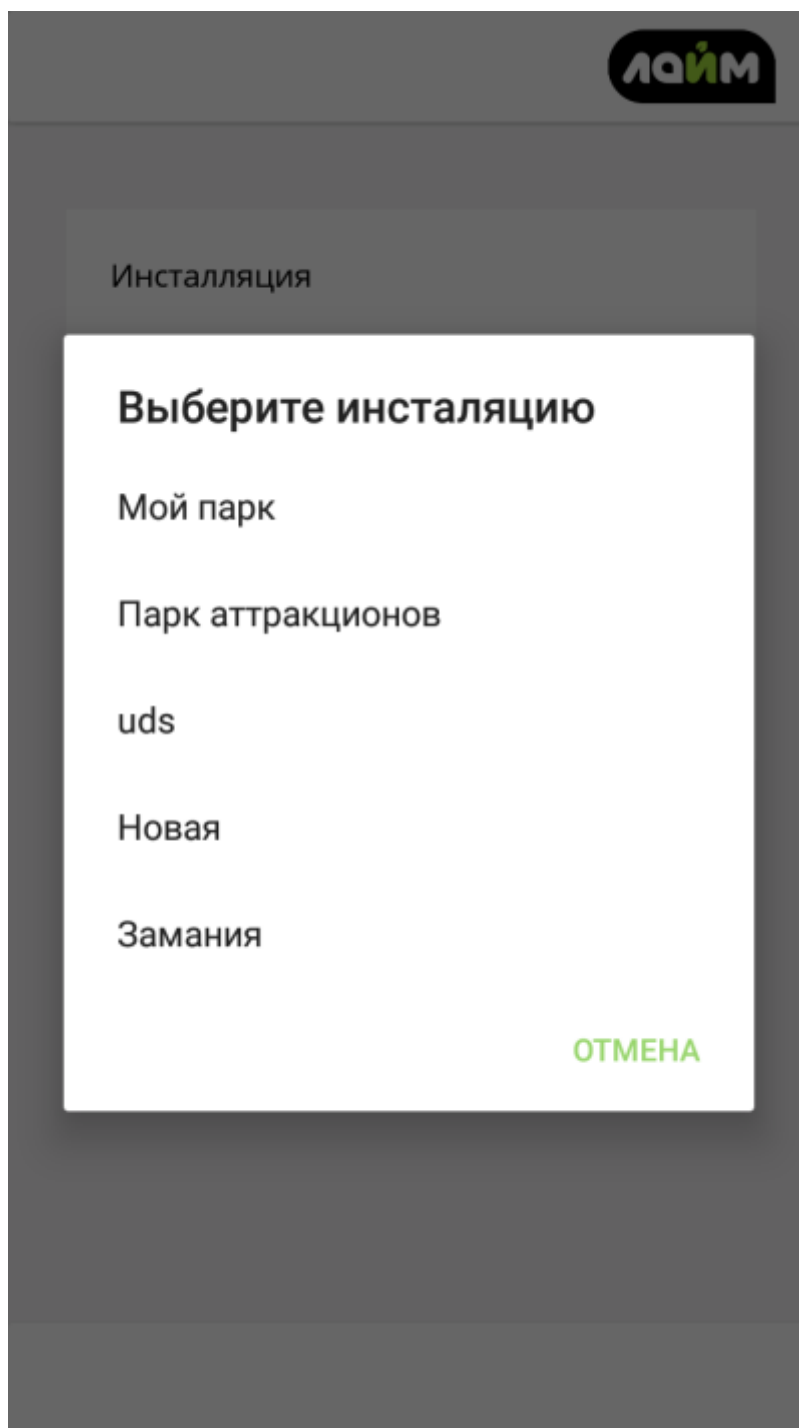 лайм
Инсталляция
Выберите инсталяцию
Мой парк
Парк аттракционов
uds
Новая
Замания
ОТМЕНА